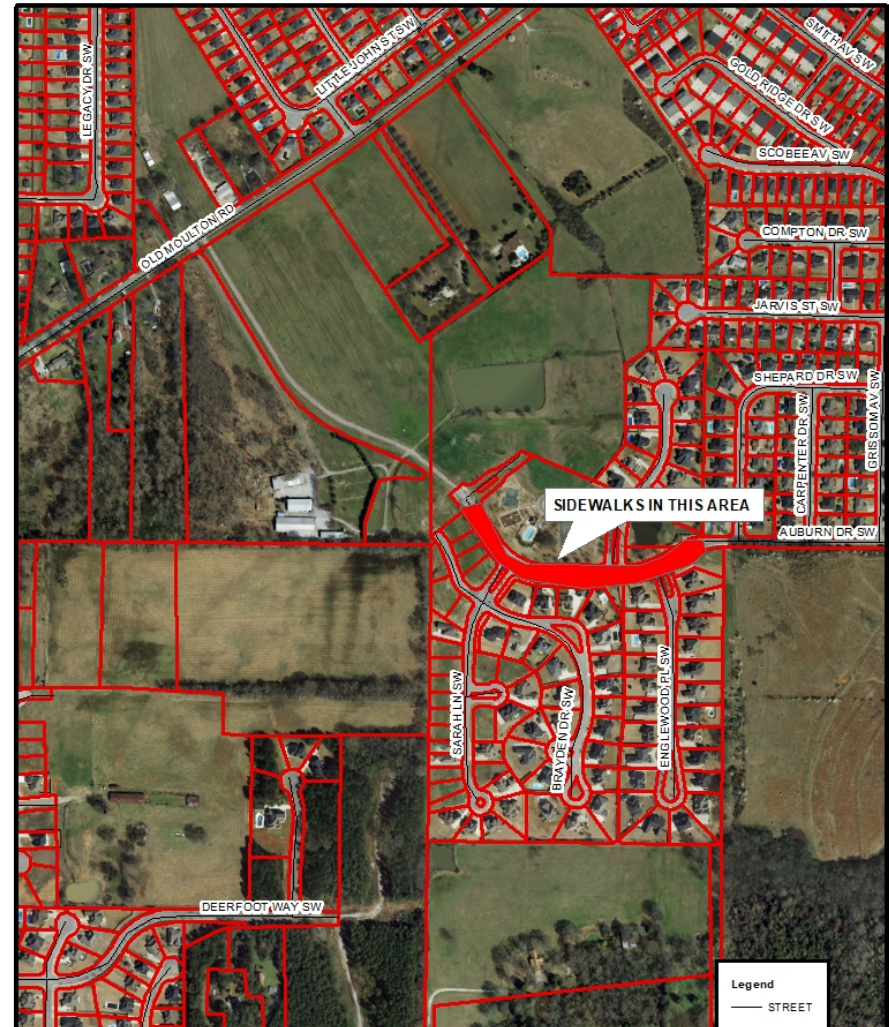 LEGACY DR SW
LITTLE JOHN ST SW
SMITH AV SW
GOLD RIDGE DR SW
SCOBEE AV SW
OLD MOULTON RD
COMPTON DR SW
JARVIS ST SW
SHEPARD DR SW
CARPENTER DR SW
GRISSOM AV SW
SIDEWALKS IN THIS AREA
AUBURN DR SW
SARAH LN SW
BRAYDEN DR SW
ENGLEWOOD PL SW
DEERFOOT WAY SW
Legend
STREET